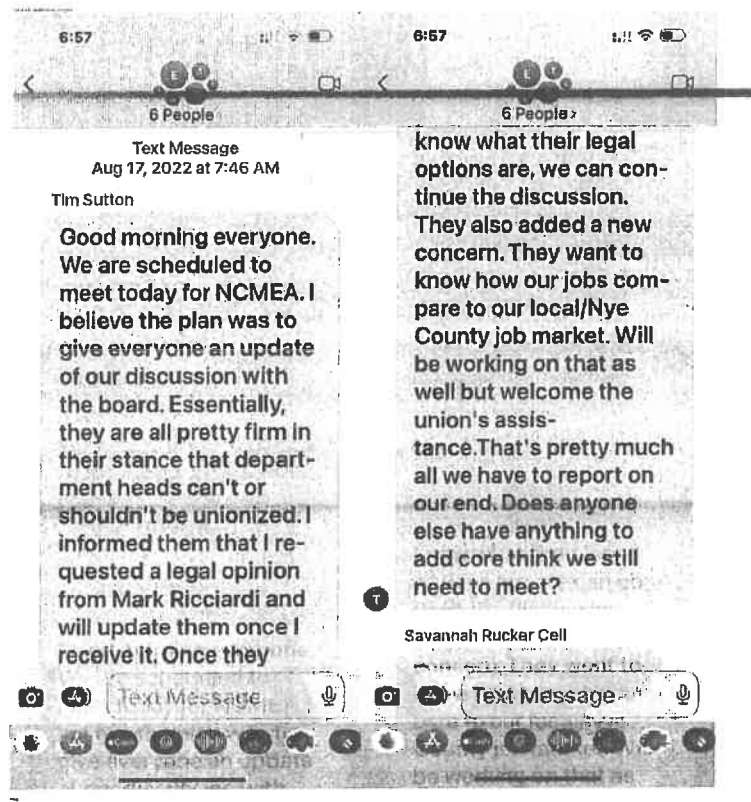 6:57
6 People
Text Message
Aug 17, 2022 at 7:46 AM
Tim Sutton
Good morning everyone.
We are scheduled to
meet today for NCMEA. I
believe the plan was to
give everyone an update
of our discussion with
the board. Essentially,
they are all pretty firm in
their stance that depart-
ment heads can't or
shouldn't be unionized. I
informed them that I re-
quested a legal opinion
from Mark Ricciardi and
will update them once I
receive it. Once they
Text Message
6:57
6 People >
know what their legal
options are, we can con-
tinue the discussion.
They also added a new
concern. They want to
know how our jobs com-
pare to our local/Nye
County job market. Will
be working on that as
well but welcome the
union's assis-
tance.That's pretty much
all we have to report on
our end. Does anyone
else have anything to
add core think we still
need to meet?
T
Savannah Rucker Cell
Text Message